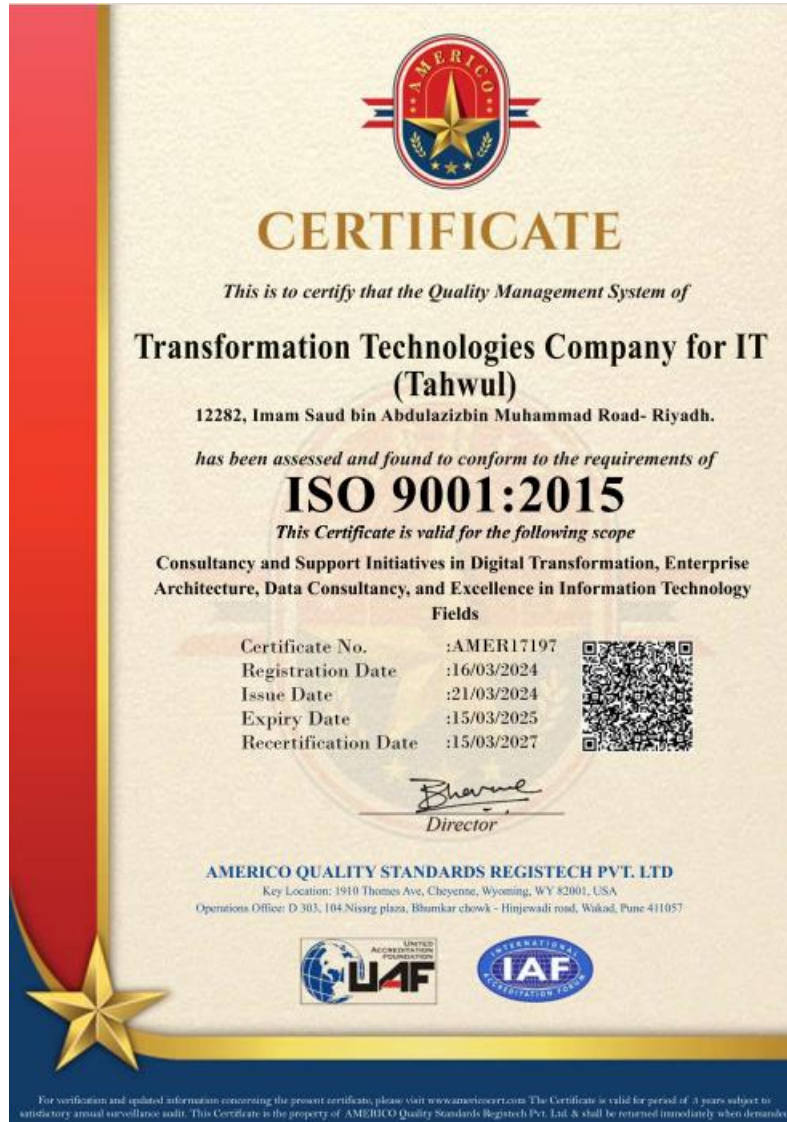 AMERICO
CERTIFICATE
This is to certify that the Quality Management System of
Transformation Technologies Company for IT
(Tahwul)
12282, Imam Saud bin Abdulazizbin Muhammad Road- Riyadh.
has been assessed and found to conform to the requirements of
ISO 9001:2015
This Certificate is valid for the following scope
Consultancy and Support Initiatives in Digital Transformation, Enterprise
Architecture, Data Consultancy, and Excellence in Information Technology
Fields
Certificate No. :AMER17197
Registration Date :16/03/2024
Issue Date :21/03/2024
Expiry Date :15/03/2025
Recertification Date :15/03/2027
Director
AMERICO QUALITY STANDARDS REGISTECH PVT. LTD
Key Location: 1910 Thomes Ave, Cheyenne, Wyoming, WY 82001, USA
Operations Office: D 303, 104.Nisarg plaza, Bhumkar chowk - Hinjewadi road, Wakad, Pune 411057
UNITED
ACCREDITATION
FOUNDATION
UAF
INTERNATIONAL
IAF
ACCREDITATION FORUM
For verification and updated information concerning the present certificate, please visit www.americocert.com The Certificate is valid for period of 3 years subject to
satisfactory annual surveillance audit. This Certificate is the property of AMERICO Quality Standards Registech Pvt. Ltd. & shall be returned immediately when demanded